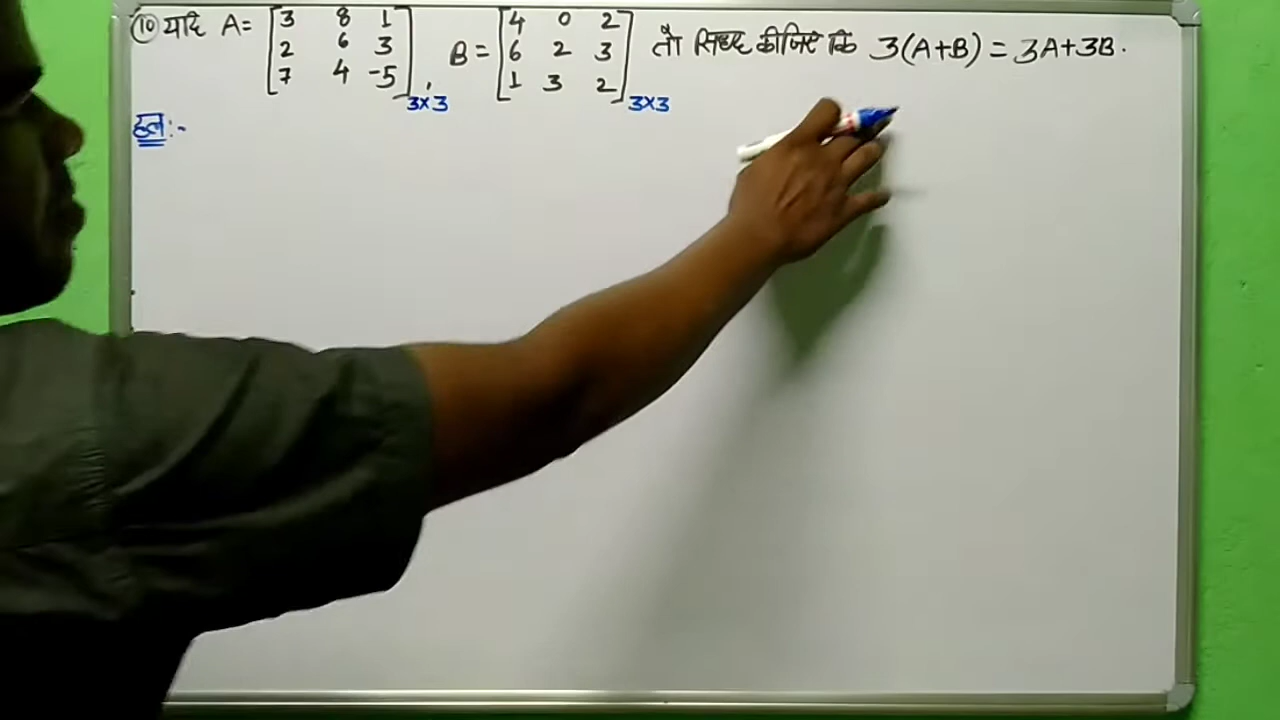 ⑩ यदि A= [3 8 1 2 6 3 7 4 -5]3×3, B= [4 0 2 6 2 3 1 3 2]3×3 तो सिद्ध कीजिए कि 3(A+B) = 3A+3B.
हल:-